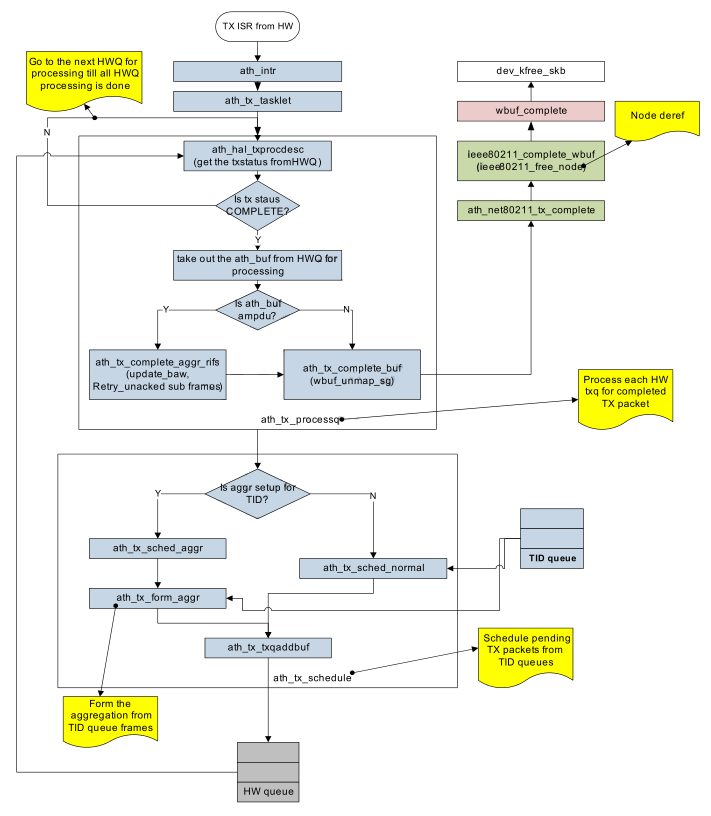 TX ISR from HW
Go to the next HWQ for
processing till all HWQ
processing is done
ath_intr
ath_tx_tasklet
N
ath_hal_txprocdesc
(get the txstatus fromHWQ)
Is tx staus
COMPLETE?
Y
take out the ath_buf from HWQ for
processing
Is ath_buf
ampdu?
Y
N
ath_tx_complete_aggr_rifs
(update_baw,
Retry_unacked sub frames)
ath_tx_complete_buf
(wbuf_unmap_sg)
ath_tx_processq
dev_kfree_skb
wbuf_complete
Node deref
ieee80211_complete_wbuf
(ieee80211_free_node)
ath_net80211_tx_complete
Process each HW
txq for completed
TX packet
Is aggr setup for
TID?
Y
N
ath_tx_sched_aggr
ath_tx_sched_normal
TID queue
ath_tx_form_aggr
ath_tx_txqaddbuf
ath_tx_schedule
Schedule pending
TX packets from
TID queues
Form the
aggregation from
TID queue frames
HW queue